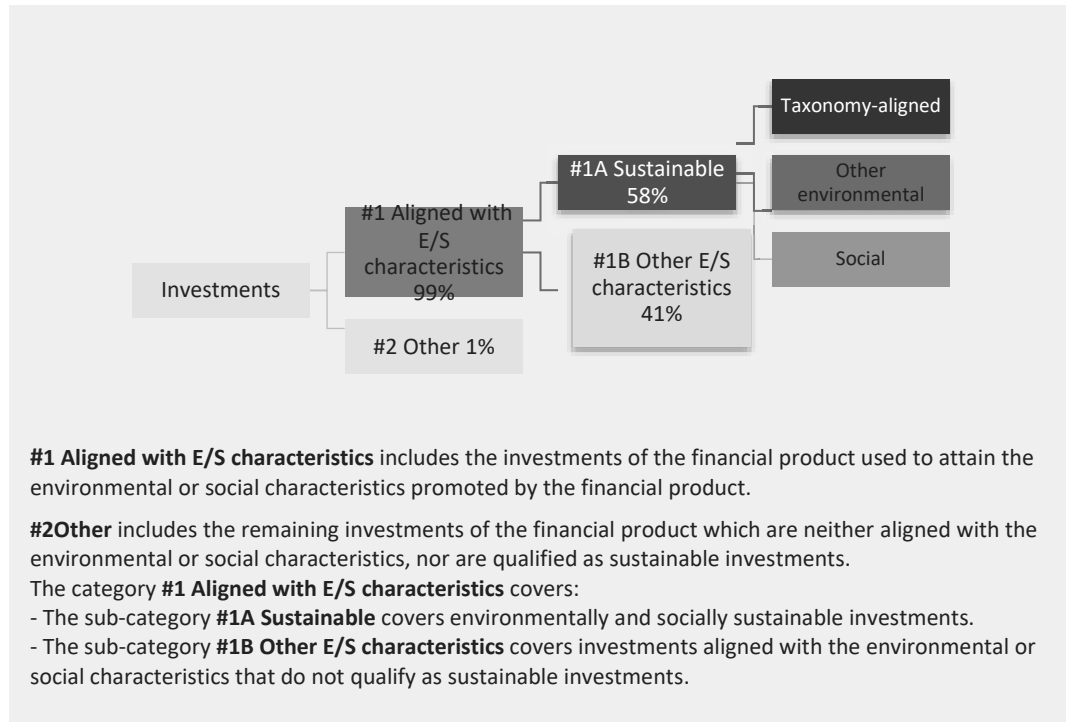 Taxonomy-aligned
#1A Sustainable
58%
Other
environmental
#1 Aligned with
E/S
characteristics
99%
#1B Other E/S
characteristics
41%
Social
Investments
#2 Other 1%
#1 Aligned with E/S characteristics includes the investments of the financial product used to attain the
environmental or social characteristics promoted by the financial product.
#2Other includes the remaining investments of the financial product which are neither aligned with the
environmental or social characteristics, nor are qualified as sustainable investments.
The category #1 Aligned with E/S characteristics covers:
- The sub-category #1A Sustainable covers environmentally and socially sustainable investments.
- The sub-category #1B Other E/S characteristics covers investments aligned with the environmental or
social characteristics that do not qualify as sustainable investments.